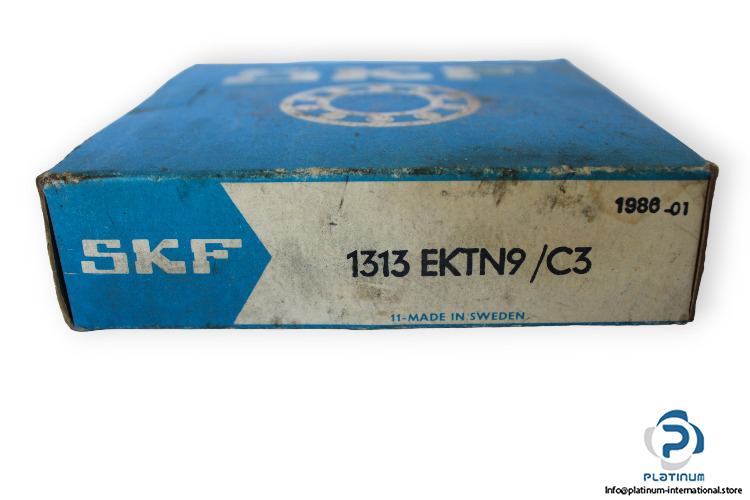 SKF
1986-01
SKF
1313 EKTN9/C3
11-MADE IN SWEDEN
PLATINUM
Info@platinum-international.store